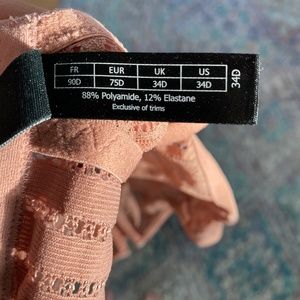 FR EUR UK US
90D 75D 34D 34D
34D
88% Polyamide, 12% Elastane
Exclusive of trims